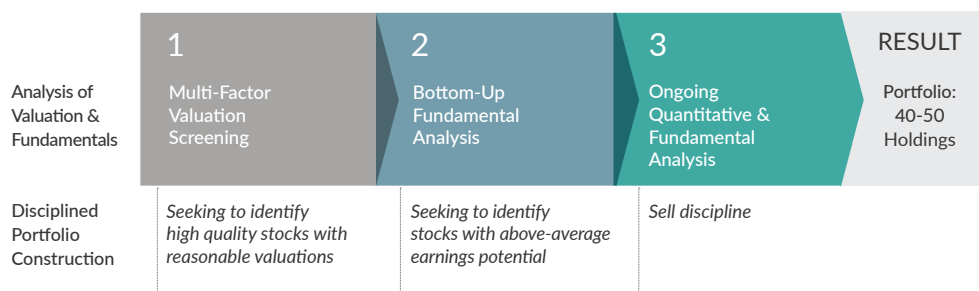 1
2
3
RESULT
Analysis of
Valuation &
Fundamentals
Multi-Factor
Valuation
Screening
Bottom-Up
Fundamental
Analysis
Ongoing
Quantitative &
Fundamental
Analysis
Portfolio:
40-50
Holdings
Disciplined
Portfolio
Construction
Seeking to identify
high quality stocks with
reasonable valuations
Seeking to identify
stocks with above-average
earnings potential
Sell discipline